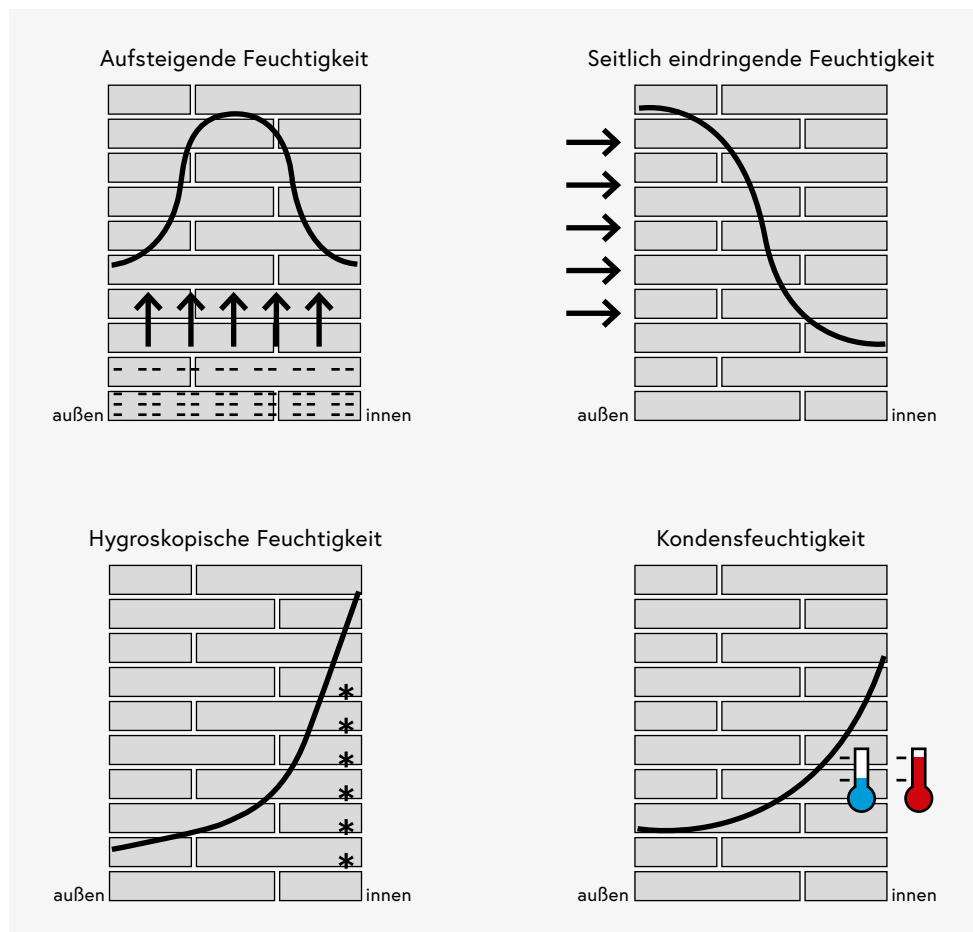 Aufsteigende Feuchtigkeit
Seitlich eindringende Feuchtigkeit
außen
innen
außen
innen
Hygroskopische Feuchtigkeit
Kondensfeuchtigkeit
außen
innen
außen
innen